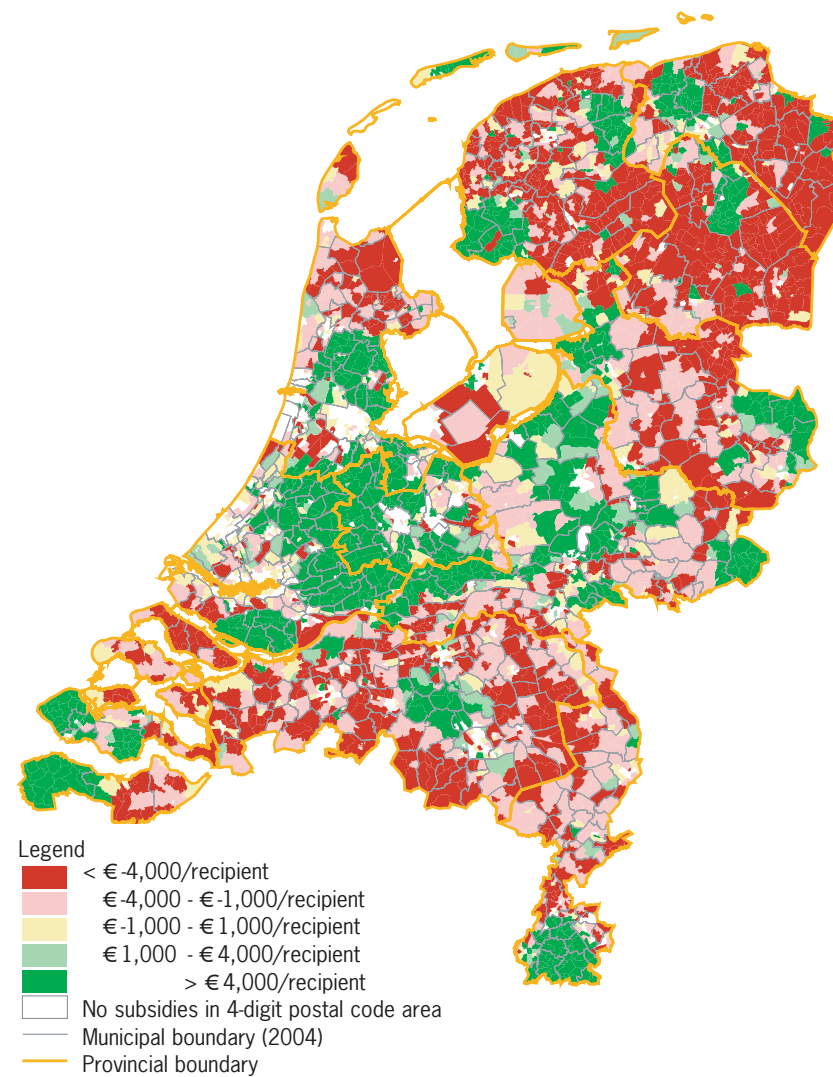 Legend
< € -4,000/recipient
€ -4,000 - € -1,000/recipient
€ -1,000 - € 1,000/recipient
€ 1,000 - € 4,000/recipient
> € 4,000/recipient
No subsidies in 4-digit postal code area
Municipal boundary (2004)
Provincial boundary